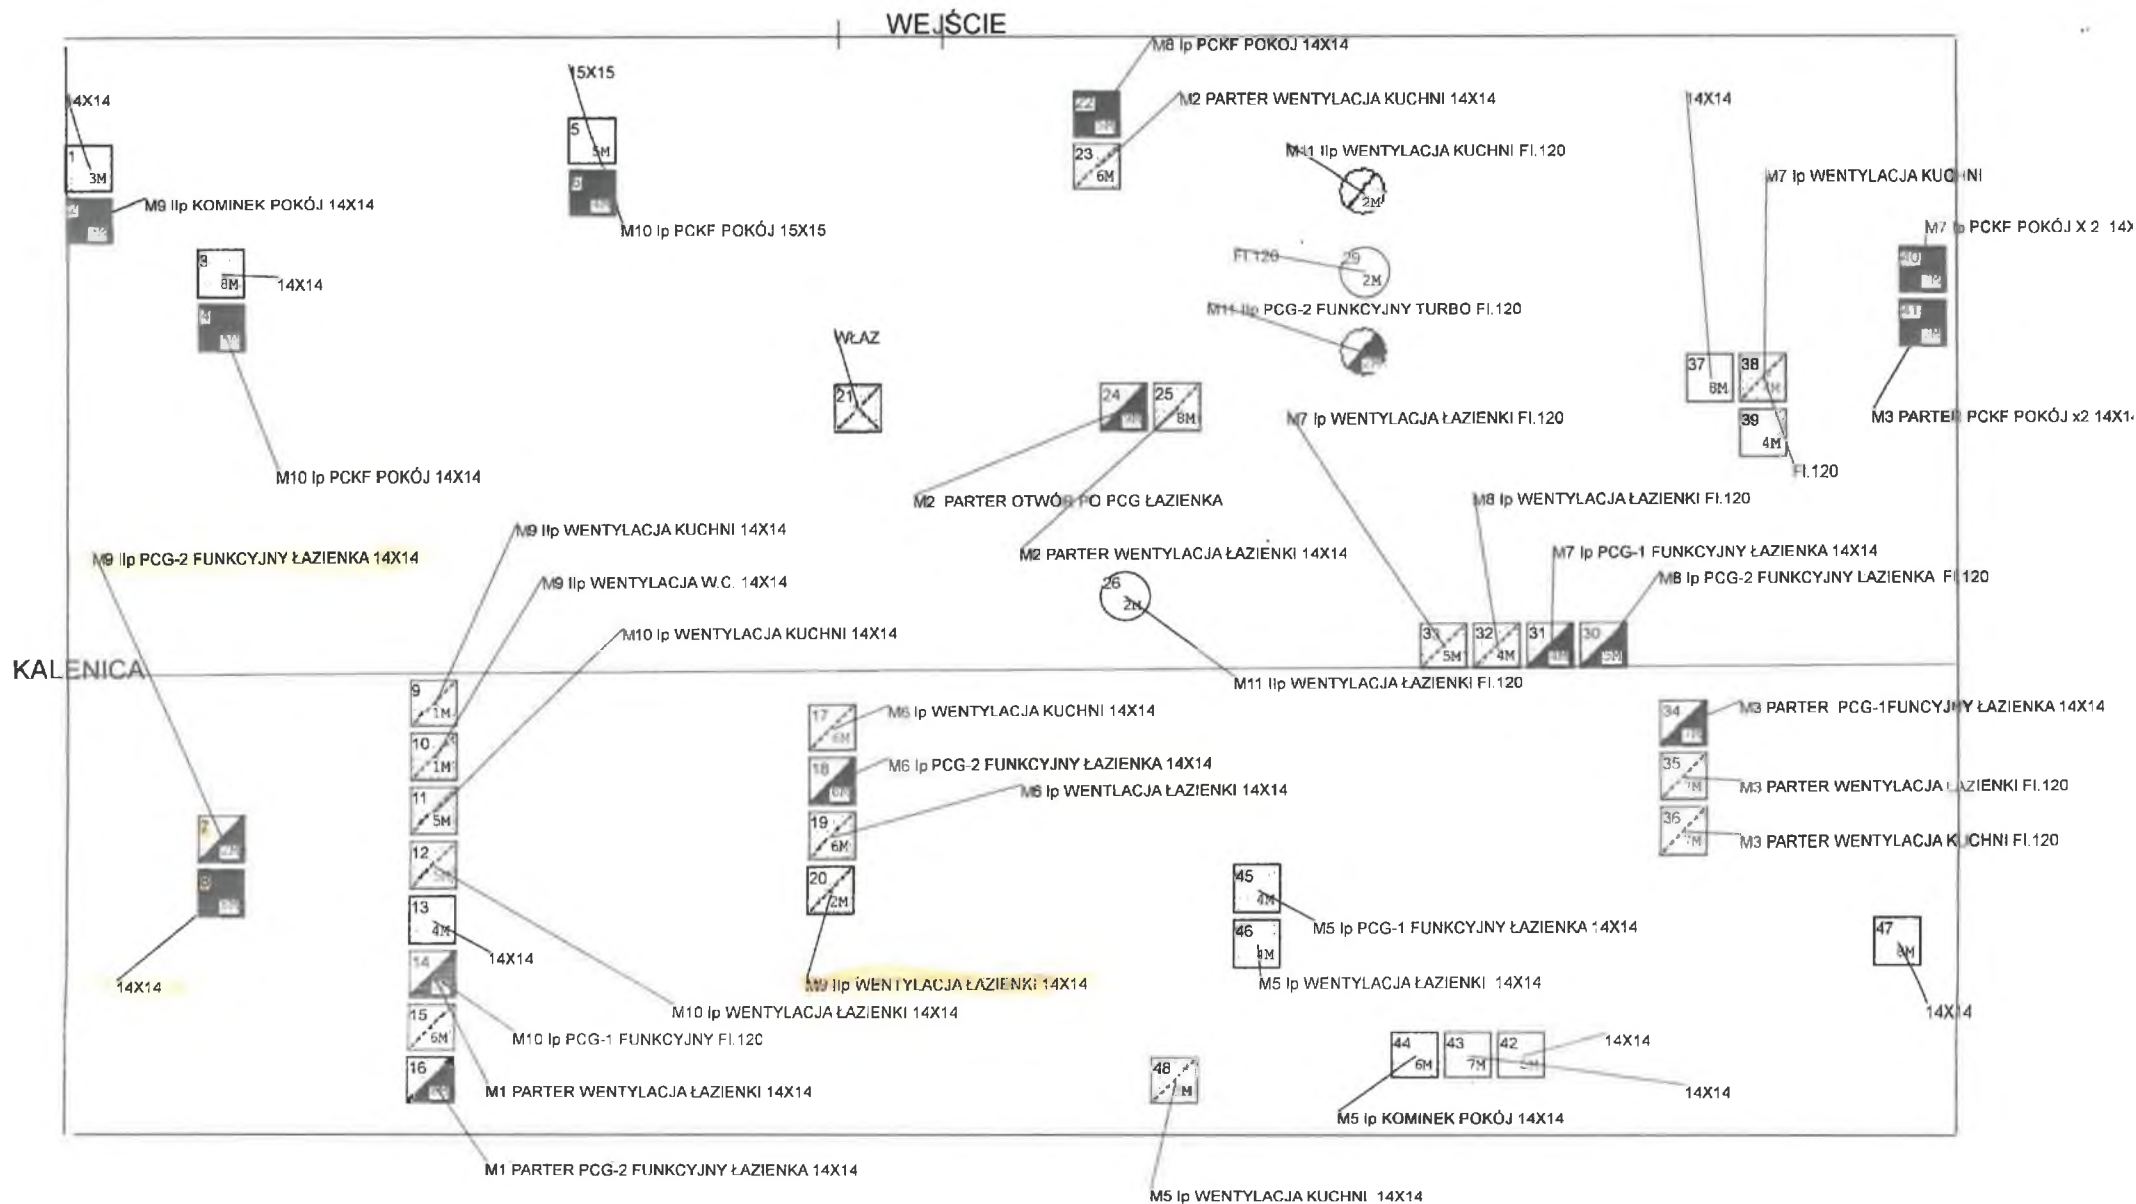 WEJŚCIE
M8 Ip PCKF POKÓJ 14X14
15X15
14X14
22
M2 PARTER WENTYLACJA KUCHNI 14X14
14X14
5
5M
1
3M
23
6M
M11 IIp WENTYLACJA KUCHNI FI.120
2M
M7 Ip WENTYLACJA KUCHNI
2
M9 IIp KOMINEK POKÓJ 14X14
6
M10 Ip PCKF POKÓJ 15X15
M7 Ip PCKF POKÓJ X 2 14X
3
8M
14X14
FI.120
29
2M
40
4
M11 IIp PCG-2 FUNKCYJNY TURBO FI.120
41
WŁAZ
37
8M
38
21
24
25
8M
M7 Ip WENTYLACJA ŁAZIENKI FI.120
39
4M
M3 PARTER PCKF POKÓJ x2 14X14
M10 Ip PCKF POKÓJ 14X14
FI.120
M2 PARTER OTWÓR PO PCG ŁAZIENKA
M8 Ip WENTYLACJA ŁAZIENKI FI.120
M9 IIp WENTYLACJA KUCHNI 14X14
M9 IIp PCG-2 FUNKCYJNY ŁAZIENKA 14X14
M2 PARTER WENTYLACJA ŁAZIENKI 14X14
M7 Ip PCG-1 FUNKCYJNY ŁAZIENKA 14X14
M9 IIp WENTYLACJA W.C. 14X14
26
2M
M8 Ip PCG-2 FUNKCYJNY ŁAZIENKA FI.120
M10 Ip WENTYLACJA KUCHNI 14X14
33
5M
32
4M
31
30
KALENICA
M11 IIp WENTYLACJA ŁAZIENKI FI.120
9
1M
17
6M
M6 Ip WENTYLACJA KUCHNI 14X14
34
M3 PARTER PCG-1FUNCYJNY ŁAZIENKA 14X14
10
1M
18
M6 Ip PCG-2 FUNKCYJNY ŁAZIENKA 14X14
35
M3 PARTER WENTYLACJA ŁAZIENKI FI.120
M6 Ip WENTLACJA ŁAZIENKI 14X14
11
5M
19
6M
7
36
M3 PARTER WENTYLACJA KUCHNI FI.120
12
8
20
2M
45
4M
13
4M
M5 Ip PCG-1 FUNKCYJNY ŁAZIENKA 14X14
46
4M
47
14
14X14
14X14
M9 IIp WENTYLACJA ŁAZIENKI 14X14
M5 Ip WENTYLACJA ŁAZIENKI 14X14
M10 Ip WENTYLACJA ŁAZIENKI 14X14
14X14
15
6M
M10 Ip PCG-1 FUNKCYJNY FI.120
44
6M
43
7M
42
14X14
16
M1 PARTER WENTYLACJA ŁAZIENKI 14X14
48
14X14
M5 Ip KOMINEK POKÓJ 14X14
M1 PARTER PCG-2 FUNKCYJNY ŁAZIENKA 14X14
M5 Ip WENTYLACJA KUCHNI 14X14